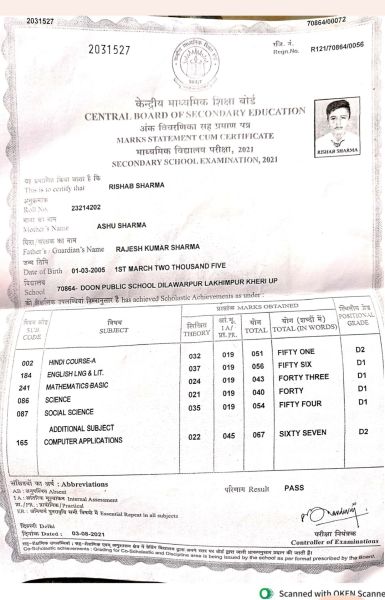 2031527
70864/00072
2031527
रजि. नं.
Regn.No. R121/70864/0056
केन्द्रीय माध्यमिक शिक्षा बोर्ड
CENTRAL BOARD OF SECONDARY EDUCATION
अंक विवरणिका सह प्रमाण पत्र
MARKS STATEMENT CUM CERTIFICATE
माध्यमिक विद्यालय परीक्षा, 2021
SECONDARY SCHOOL EXAMINATION, 2021
RISHAB SHARMA
यह प्रमाणित किया जाता है कि
This is to certify that RISHAB SHARMA
अनुक्रमांक
Roll No. 23214202
माता का नाम
Mother's Name ASHU SHARMA
पिता/संरक्षक का नाम
Father's / Guardian's Name RAJESH KUMAR SHARMA
जन्म तिथि
Date of Birth 01-03-2005 1ST MARCH TWO THOUSAND FIVE
विद्यालय
School 70864- DOON PUBLIC SCHOOL DILAWARPUR LAKHIMPUR KHERI UP
की शैक्षिक उपलब्धियां निम्नानुसार है has achieved Scholastic Achievements as under :
प्राप्तांक MARKS OBTAINED
विषय कोड SUB CODE विषय SUBJECT लिखित THEORY आं.मू. IA/ प्रा. PR. योग TOTAL योग (शब्दों में) TOTAL (IN WORDS) स्थितीय ग्रेड POSITIONAL GRADE
002 HINDI COURSE-A 032 019 051 FIFTY ONE D2
184 ENGLISH LNG & LIT. 037 019 056 FIFTY SIX D1
241 MATHEMATICS BASIC 024 019 043 FORTY THREE D1
086 SCIENCE 021 019 040 FORTY D1
087 SOCIAL SCIENCE 035 019 054 FIFTY FOUR D1
ADDITIONAL SUBJECT
165 COMPUTER APPLICATIONS 022 045 067 SIXTY SEVEN D2
संक्षिप्तियों का अर्थ : Abbreviations
AB : अनुपस्थित Absent
IA : आंतरिक मूल्यांकन Internal Assessment
प्रा./PR. : प्रायोगिक/Practical
ER : अनिवार्य पुनरावृत्ति सभी विषयों में Essential Repeat in all subjects
परिणाम Result PASS
दिल्ली Delhi
दिनांक Dated : 03-08-2021
परीक्षा नियंत्रक
Controller of Examinations
Co-Scholastic achievements : Grading for Co-Scholastic and Discipline area is being issued by the school as per format prescribed by the Board.
Scanned with OKEN Scanne